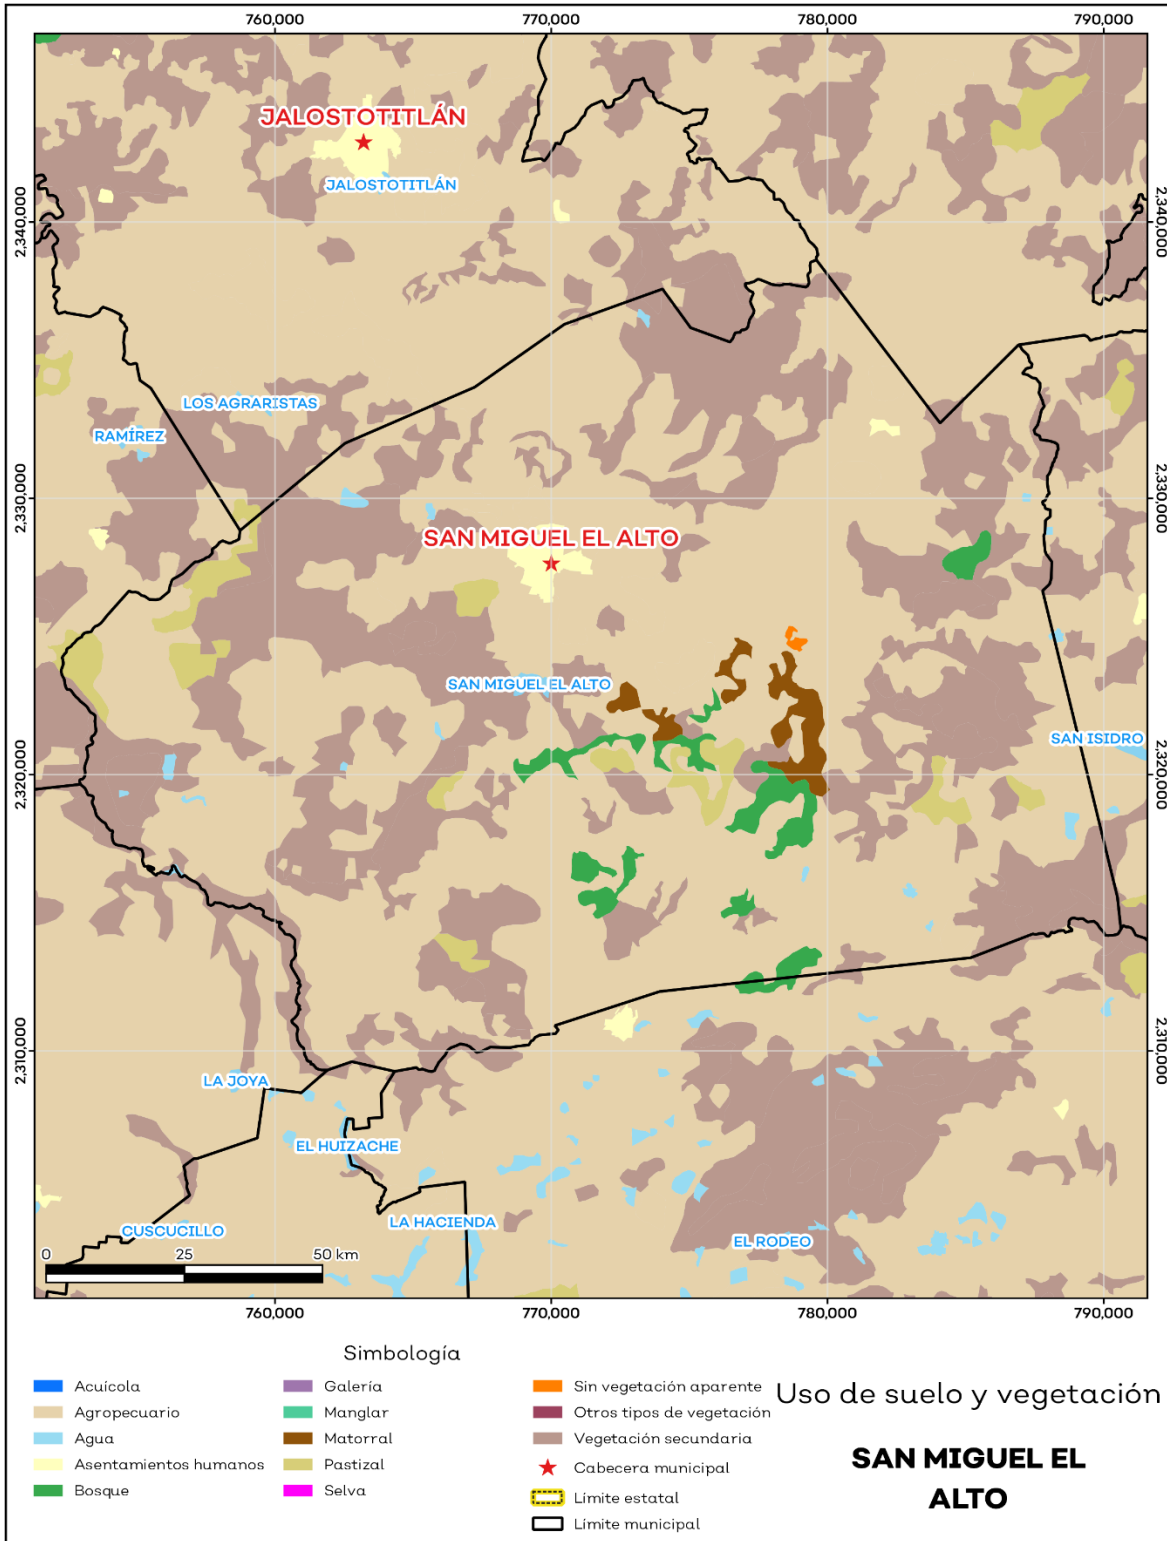 760,000 770,000 780,000 790,000
JALOSTOTITLÁN
JALOSTOTITLÁN
2,340,000 2,340,000
LOS AGRARISTAS
RAMÍREZ
2,330,000 2,330,000
SAN MIGUEL EL ALTO
SAN MIGUEL EL ALTO
SAN ISIDRO
2,320,000 2,320,000
2,310,000 2,310,000
LA JOYA
EL HUIZACHE
LA HACIENDA
CUSCUCILLO
EL RODEO
0 25 50 km
760,000 770,000 780,000 790,000
Simbología
Acuícola
Agropecuario
Agua
Asentamientos humanos
Bosque
Galería
Manglar
Matorral
Pastizal
Selva
Sin vegetación aparente
Otros tipos de vegetación
Vegetación secundaria
Cabecera municipal
Límite estatal
Límite municipal
Uso de suelo y vegetación
SAN MIGUEL EL
ALTO